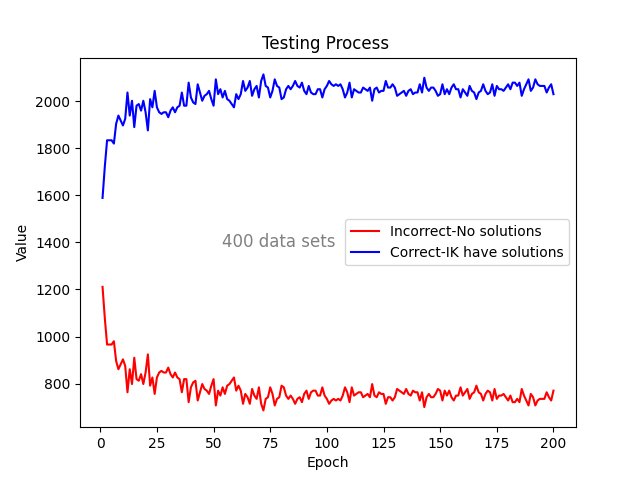 Testing Process
Value
2000
1800
1600
1400
1200
1000
800
400 data sets
Incorrect-No solutions
Correct-IK have solutions
0 25 50 75 100 125 150 175 200
Epoch